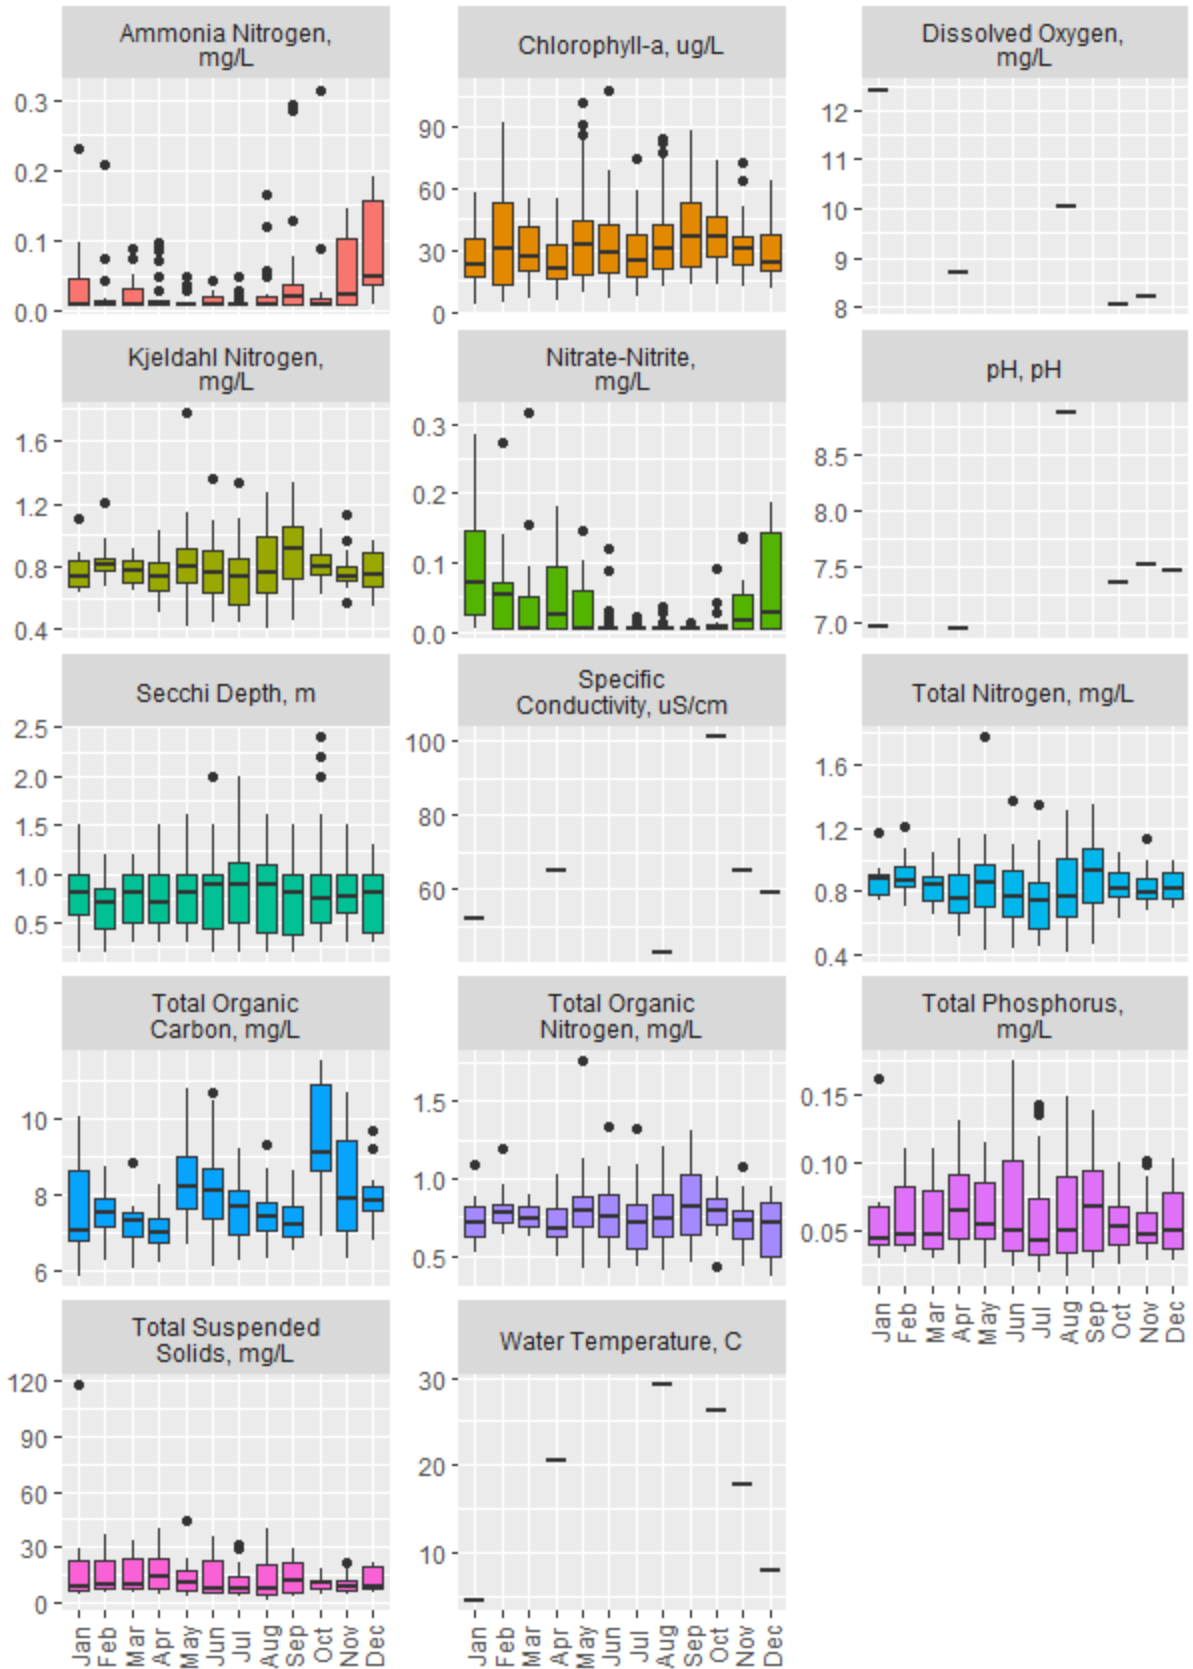 Ammonia Nitrogen,
mg/L
0.3
0.2
0.1
0.0
Chlorophyll-a, ug/L
90
60
30
0
Dissolved Oxygen,
mg/L
12
11
10
9
8
Kjeldahl Nitrogen,
mg/L
1.6
1.2
0.8
0.4
Nitrate-Nitrite,
mg/L
0.3
0.2
0.1
0.0
pH, pH
8.5
8.0
7.5
7.0
Secchi Depth, m
2.5
2.0
1.5
1.0
0.5
Specific
Conductivity, uS/cm
100
80
60
Total Nitrogen, mg/L
1.6
1.2
0.8
0.4
Total Organic
Carbon, mg/L
10
8
6
Total Organic
Nitrogen, mg/L
1.5
1.0
0.5
Total Phosphorus,
mg/L
0.15
0.10
0.05
Jan
Feb
Mar
Apr
May
Jun
Jul
Aug
Sep
Oct
Nov
Dec
Total Suspended
Solids, mg/L
120
90
60
30
0
Jan
Feb
Mar
Apr
May
Jun
Jul
Aug
Sep
Oct
Nov
Dec
Water Temperature, C
30
20
10
Jan
Feb
Mar
Apr
May
Jun
Jul
Aug
Sep
Oct
Nov
Dec